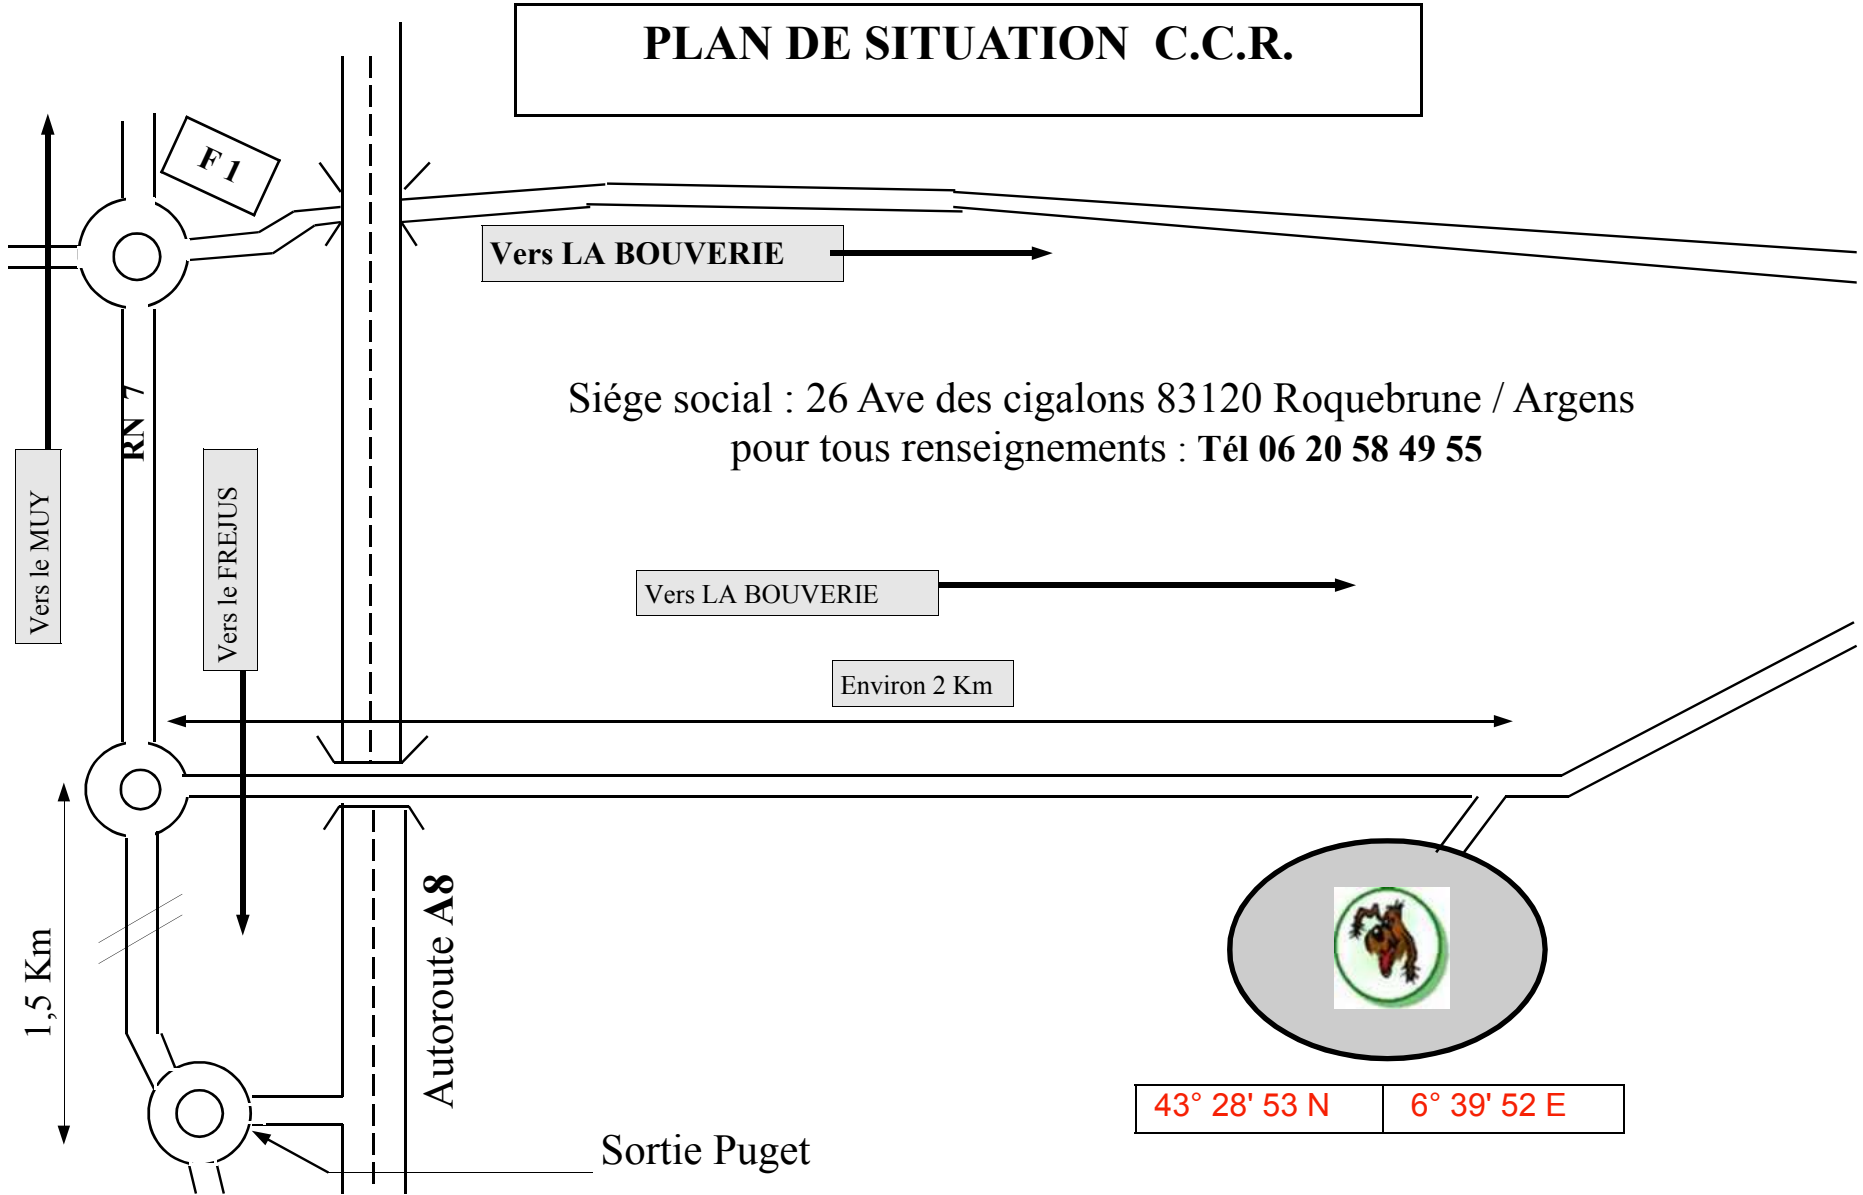 PLAN DE SITUATION C.C.R.
F 1
Vers LA BOUVERIE
Siége social : 26 Ave des cigalons 83120 Roquebrune / Argens
pour tous renseignements : Tél 06 20 58 49 55
RN 7
Vers le MUY
Vers le FREJUS
Vers LA BOUVERIE
Environ 2 Km
1,5 Km
Autoroute A8
43° 28' 53 N 6° 39' 52 E
Sortie Puget